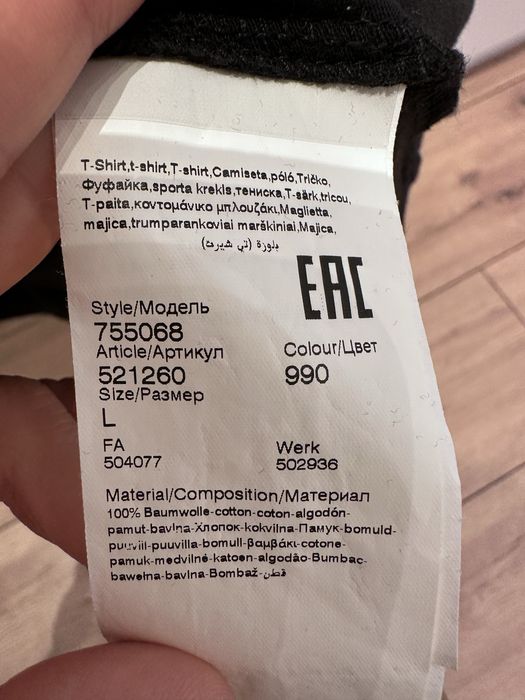 T-Shirt,t-shirt,T-shirt,Camiseta,póló,Tričko,
Фуфайка,sporta krekls,тениска,T-särk,tricou,
T-paita,κοντομάνικο μπλουζάκι,Maglietta,
majica,trumparankoviai marškiniai,Majica,
بلوزة (تي شيرت)
EAC
Style/Модель
755068
Article/Артикул
Colour/Цвет
521260
990
Size/Размер
L
FA
Werk
504077
502936
Material/Composition/Материал
100% Baumwolle-cotton-coton-algodón-
pamut-bavlna-Хлопок-kokvilna-Памук-bomuld-
puuvill-puuvilla-bomull-βαμβάκι-cotone-
pamuk-medvilnė-katoen-algodão-Bumbac-
bawełna-bavlna-Bombaž-قطن